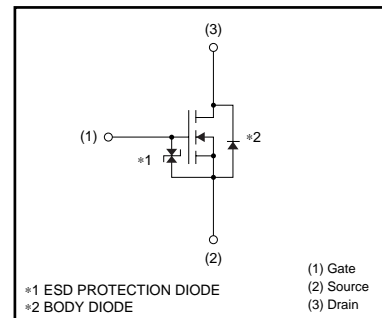 (3)
(1)
∗1
∗2
(2)
∗1 ESD PROTECTION DIODE
∗2 BODY DIODE
(1) Gate
(2) Source
(3) Drain